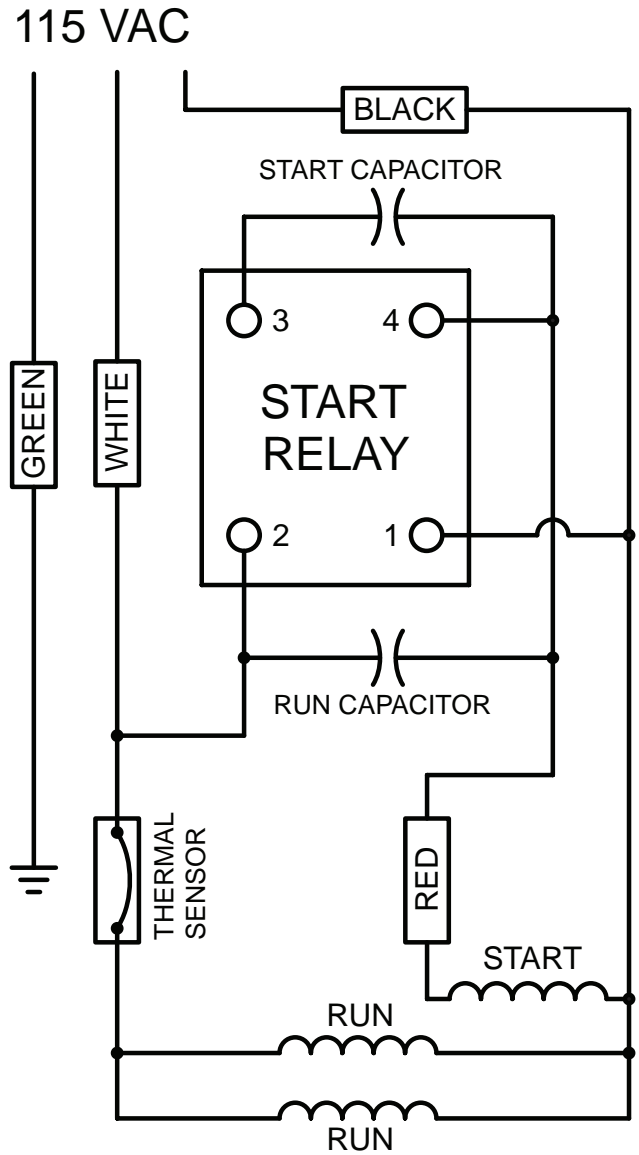 115 VAC
BLACK
START CAPACITOR
3
4
START
RELAY
GREEN
WHITE
2
1
RUN CAPACITOR
THERMAL
SENSOR
RED
START
RUN
RUN